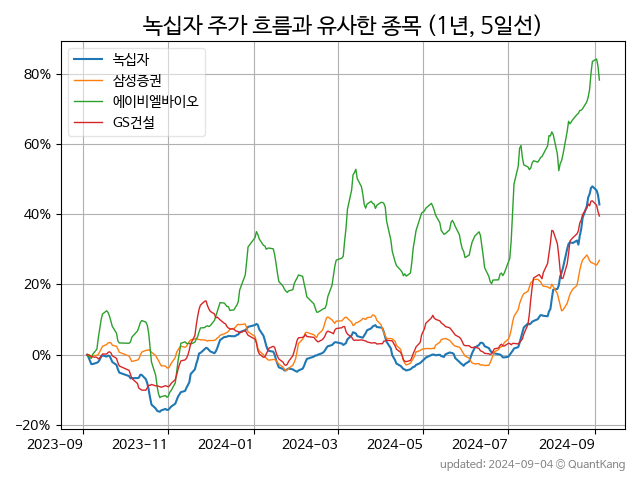 녹십자 주가 흐름과 유사한 종목 (1년, 5일선)
녹십자
삼성증권
에이비엘바이오
GS건설
80%
60%
40%
20%
0%
−20%
2023-09 2023-11 2024-01 2024-03 2024-05 2024-07 2024-09
updated: 2024-09-04 © QuantKang